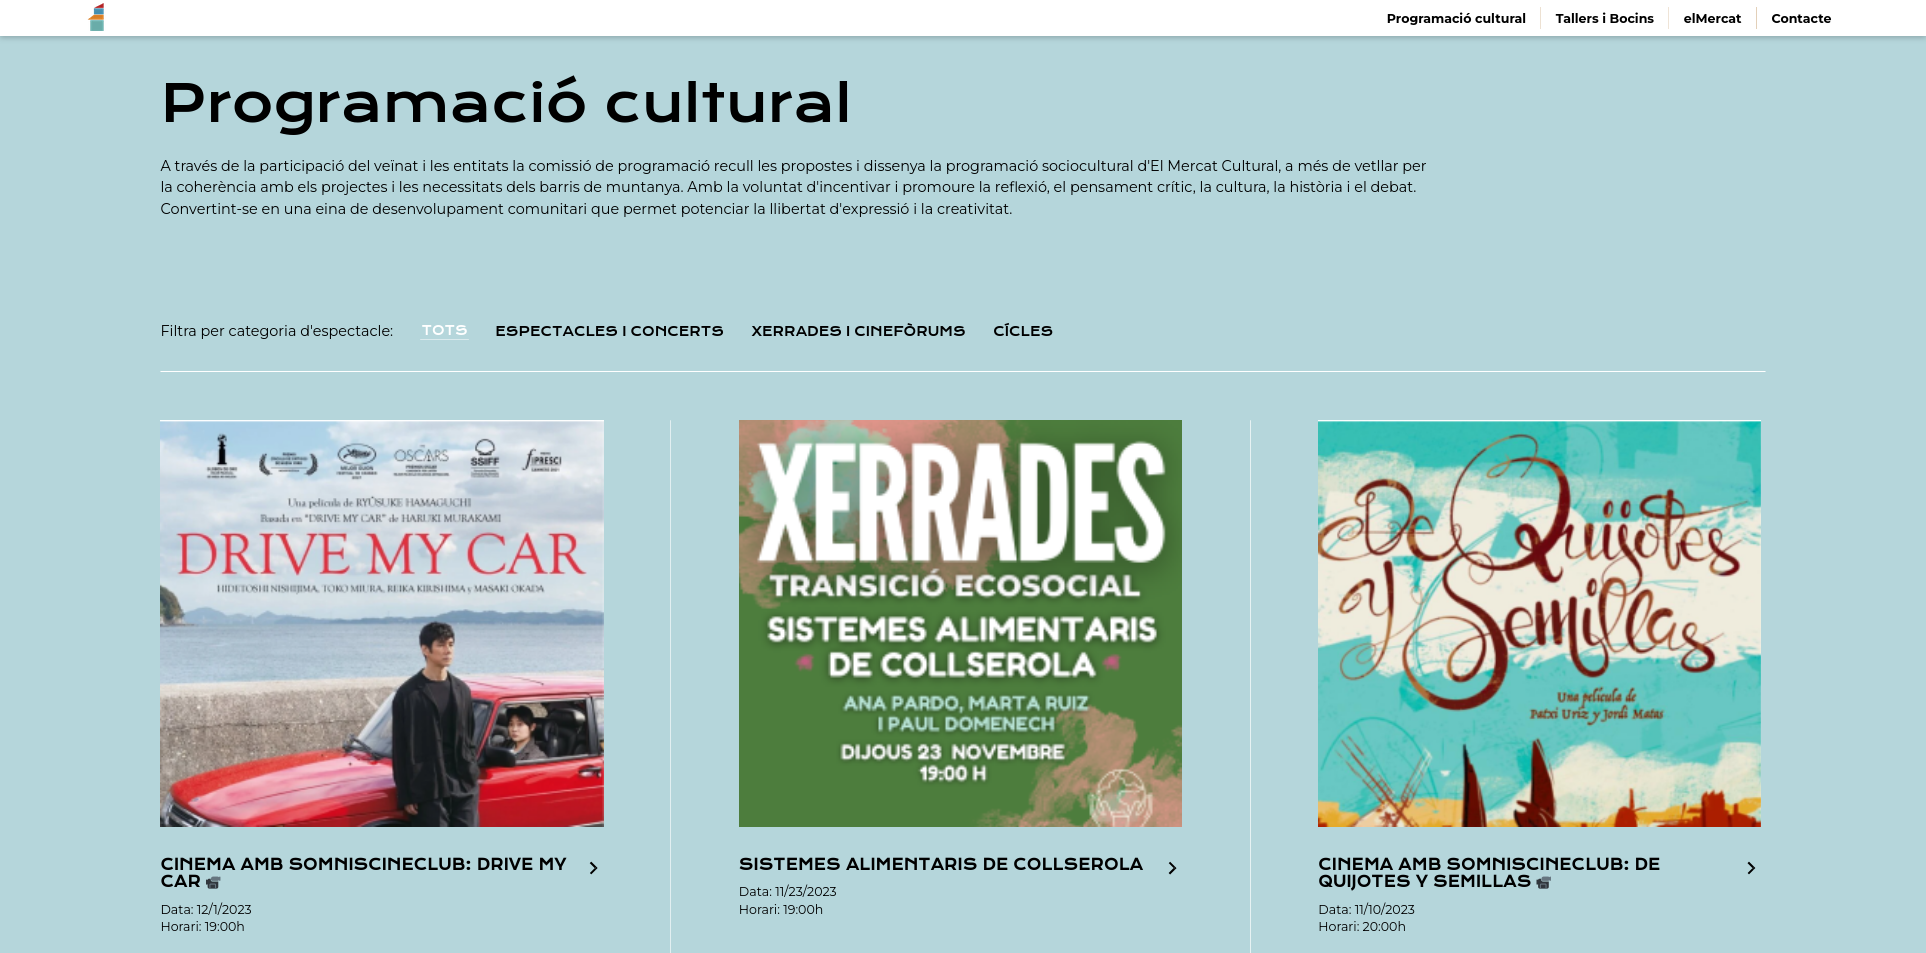 Programació cultural
Tallers i Bocins
elMercat
Contacte
Programació cultural
A través de la participació del veïnat i les entitats la comissió de programació recull les propostes i dissenya la programació sociocultural d'El Mercat Cultural, a més de vetllar per
la coherència amb els projectes i les necessitats dels barris de muntanya. Amb la voluntat d'incentivar i promoure la reflexió, el pensament crític, la cultura, la història i el debat.
Convertint-se en una eina de desenvolupament comunitari que permet potenciar la llibertat d'expressió i la creativitat.
Filtra per categoria d'espectacle:
TOTS
ESPECTACLES I CONCERTS
XERRADES I CINEFÒRUMS
CÍCLES
OSCARS
SSIFF
FIPRESCI
Una película de RYÛSUKE HAMAGUCHI
Basada en "DRIVE MY CAR" de HARUKI MURAKAMI
DRIVE MY CAR
HIDETOSHI NISHIJIMA, TOKO MIURA, REIKA KIRISHIMA y MASAKI OKADA
CINEMA AMB SOMNISCINECLUB: DRIVE MY
CAR
Data: 12/1/2023
Horari: 19:00h
XERRADES
TRANSICIÓ ECOSOCIAL
SISTEMES ALIMENTARIS
DE COLLSEROLA
ANA PARDO, MARTA RUIZ
I PAUL DOMENECH
DIJOUS 23 NOVEMBRE
19:00 H
SISTEMES ALIMENTARIS DE COLLSEROLA
Data: 11/23/2023
Horari: 19:00h
De Quijotes
y Semillas
Una película de
Patxi Uriz y Jordi Matas
CINEMA AMB SOMNISCINECLUB: DE
QUIJOTES Y SEMILLAS
Data: 11/10/2023
Horari: 20:00h